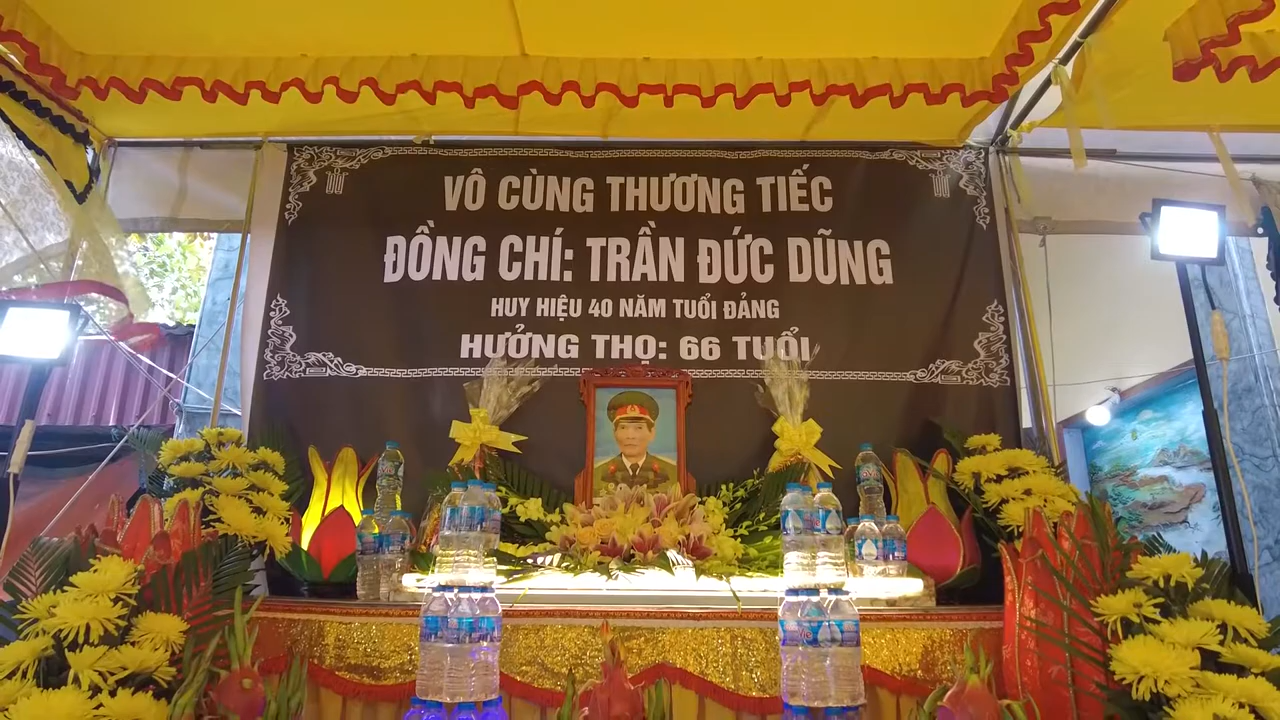 VÔ CÙNG THƯƠNG TIẾC
ĐỒNG CHÍ: TRẦN ĐỨC DŨNG
HUY HIỆU 40 NĂM TUỔI ĐẢNG
HƯỞNG THỌ: 66 TUỔI